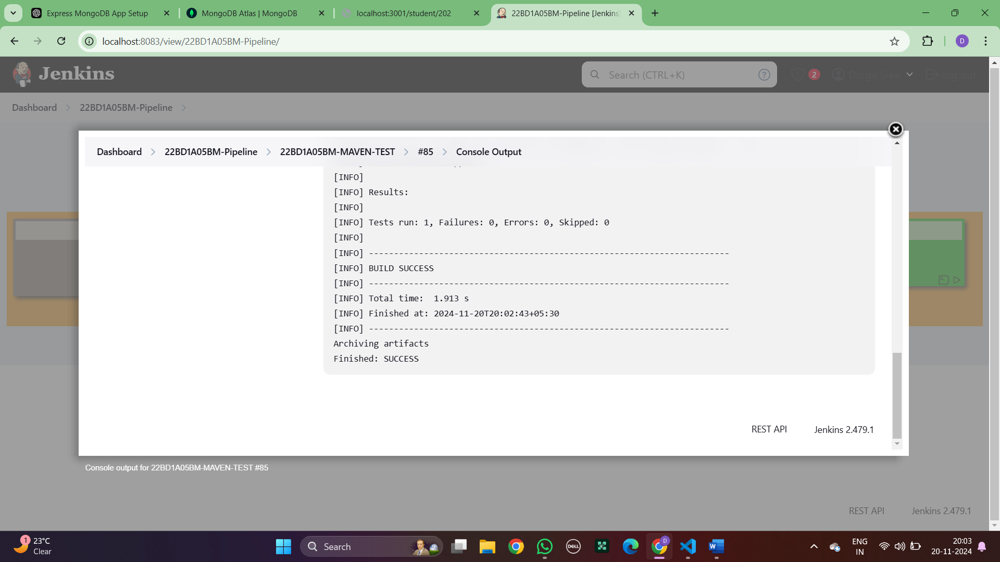 Express MongoDB App Setup
MongoDB Atlas | MongoDB
localhost:3001/student/202
22BD1A05BM-Pipeline [Jenkins]
localhost:8083/view/22BD1A05BM-Pipeline/
D
Jenkins
Search (CTRL+K)
?
2
Durga Sree
log out
Dashboard
22BD1A05BM-Pipeline
Dashboard
22BD1A05BM-Pipeline
22BD1A05BM-MAVEN-TEST
#85
Console Output
[INFO]
[INFO] Results:
[INFO]
[INFO] Tests run: 1, Failures: 0, Errors: 0, Skipped: 0
[INFO]
[INFO] ------------------------------------------------------------------------
[INFO] BUILD SUCCESS
[INFO] ------------------------------------------------------------------------
[INFO] Total time:  1.913 s
[INFO] Finished at: 2024-11-20T20:02:43+05:30
[INFO] ------------------------------------------------------------------------
Archiving artifacts
Finished: SUCCESS
REST API
Jenkins 2.479.1
Console output for 22BD1A05BM-MAVEN-TEST #85
REST API
Jenkins 2.479.1
1
23°C
Clear
Search
DELL
D
W
ENG
IN
20:03
20-11-2024